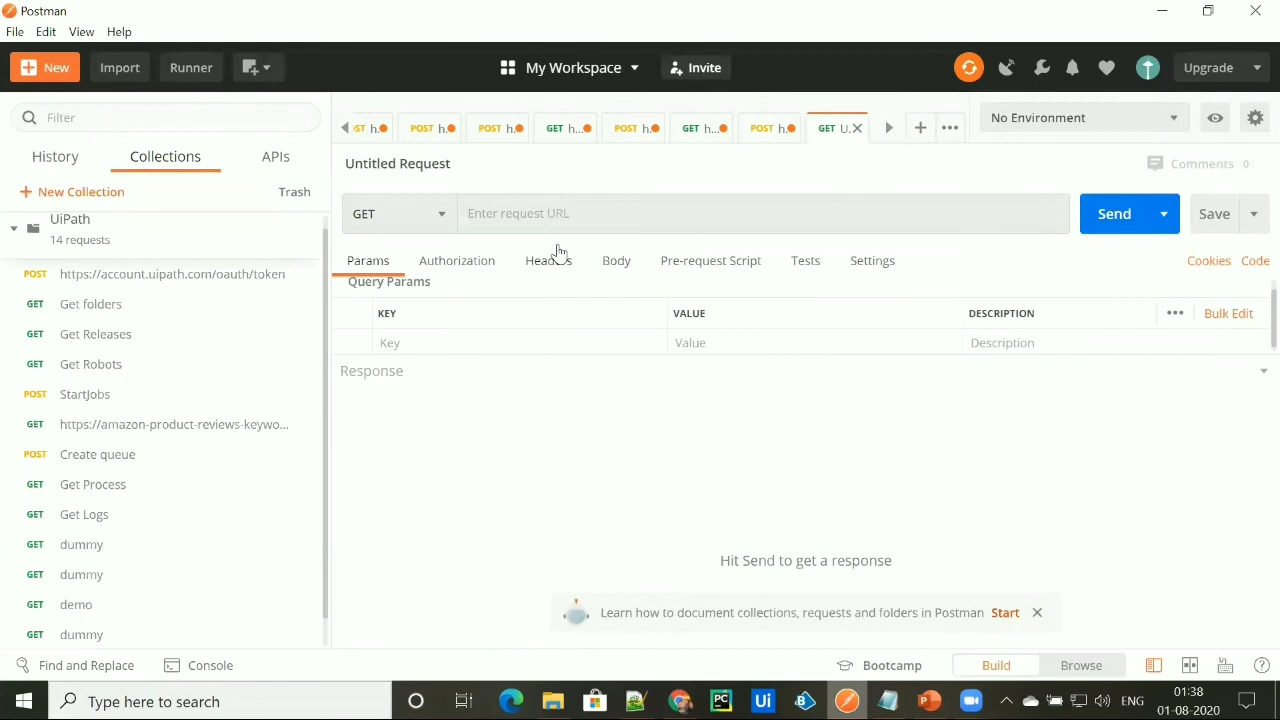 Postman
File Edit View Help
New Import Runner My Workspace Invite Upgrade
Filter
History Collections APIs
New Collection Trash
UiPath
14 requests
POST https://account.uipath.com/oauth/token
GET Get folders
GET Get Releases
GET Get Robots
POST StartJobs
GET https://amazon-product-reviews-keywo...
POST Create queue
GET Get Process
GET Get Logs
GET dummy
GET dummy
GET demo
GET dummy
ST h. POST h. POST h. GET h... POST h. GET h... POST h. GET U. No Environment
Untitled Request Comments 0
GET Enter request URL Send Save
Params Authorization Headers Body Pre-request Script Tests Settings Cookies Code
Query Params
KEY VALUE DESCRIPTION Bulk Edit
Key Value Description
Response
Hit Send to get a response
Learn how to document collections, requests and folders in Postman Start
Find and Replace Console Bootcamp Build Browse
Type here to search ENG 01:38
01-08-2020